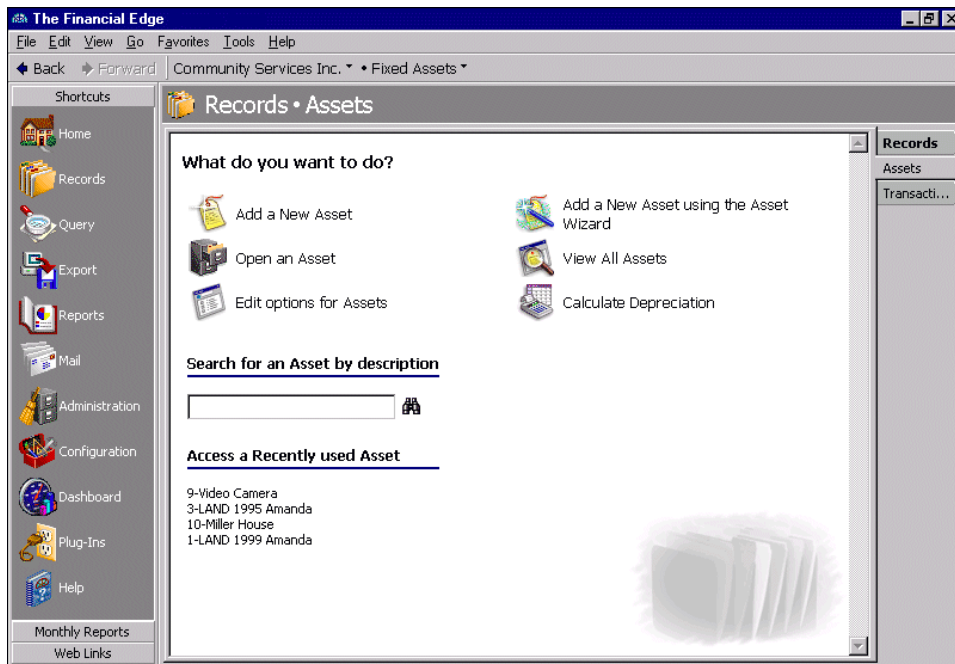 The Financial Edge
File Edit View Go Favorites Tools Help
Back Forward Community Services Inc. • Fixed Assets
Shortcuts
Home
Records
Query
Export
Reports
Mail
Administration
Configuration
Dashboard
Plug-Ins
Help
Monthly Reports
Web Links
Records • Assets
What do you want to do?
Add a New Asset
Add a New Asset using the Asset
Wizard
Open an Asset
View All Assets
Edit options for Assets
Calculate Depreciation
Search for an Asset by description
Access a Recently used Asset
9-Video Camera
3-LAND 1995 Amanda
10-Miller House
1-LAND 1999 Amanda
Records
Assets
Transacti...